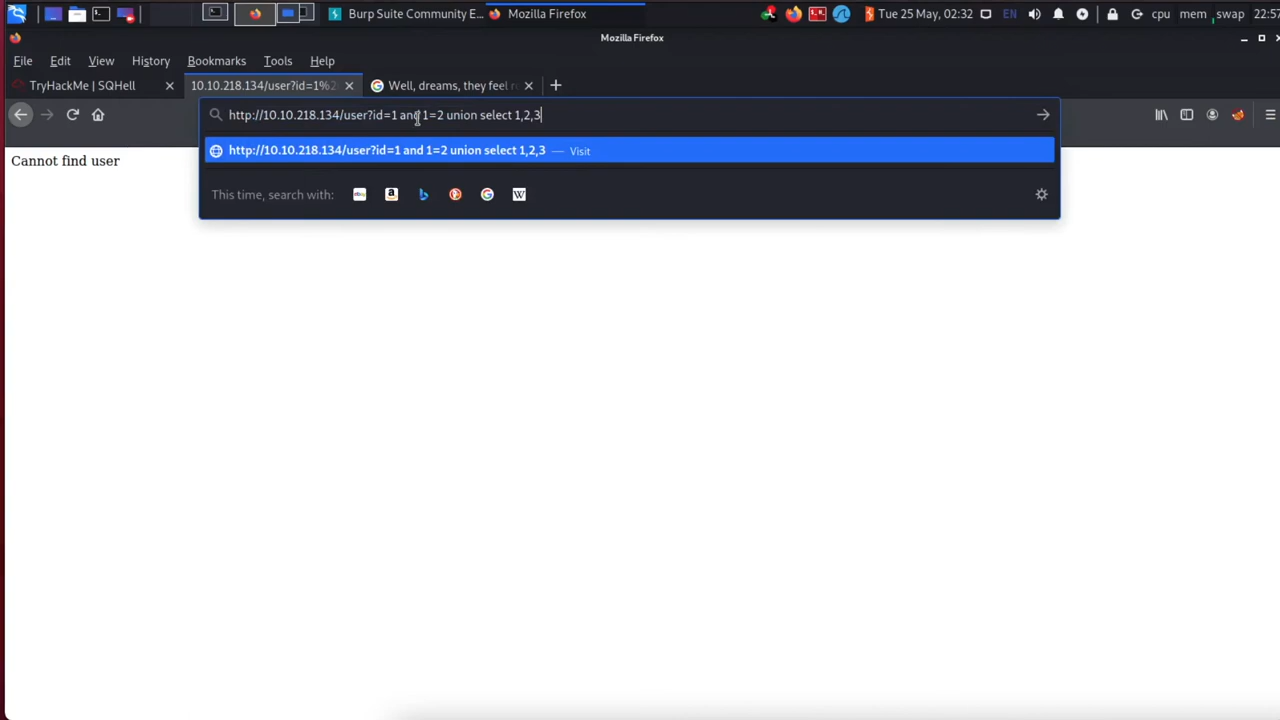 Burp Suite Community E...
Mozilla Firefox
Tue 25 May, 02:32
EN
cpu
mem
swap
22:57
Mozilla Firefox
File
Edit
View
History
Bookmarks
Tools
Help
TryHackMe | SQHell
10.10.218.134/user?id=1%2
Well, dreams, they feel r
http://10.10.218.134/user?id=1 and 1=2 union select 1,2,3
http://10.10.218.134/user?id=1 and 1=2 union select 1,2,3 — Visit
Cannot find user
This time, search with: